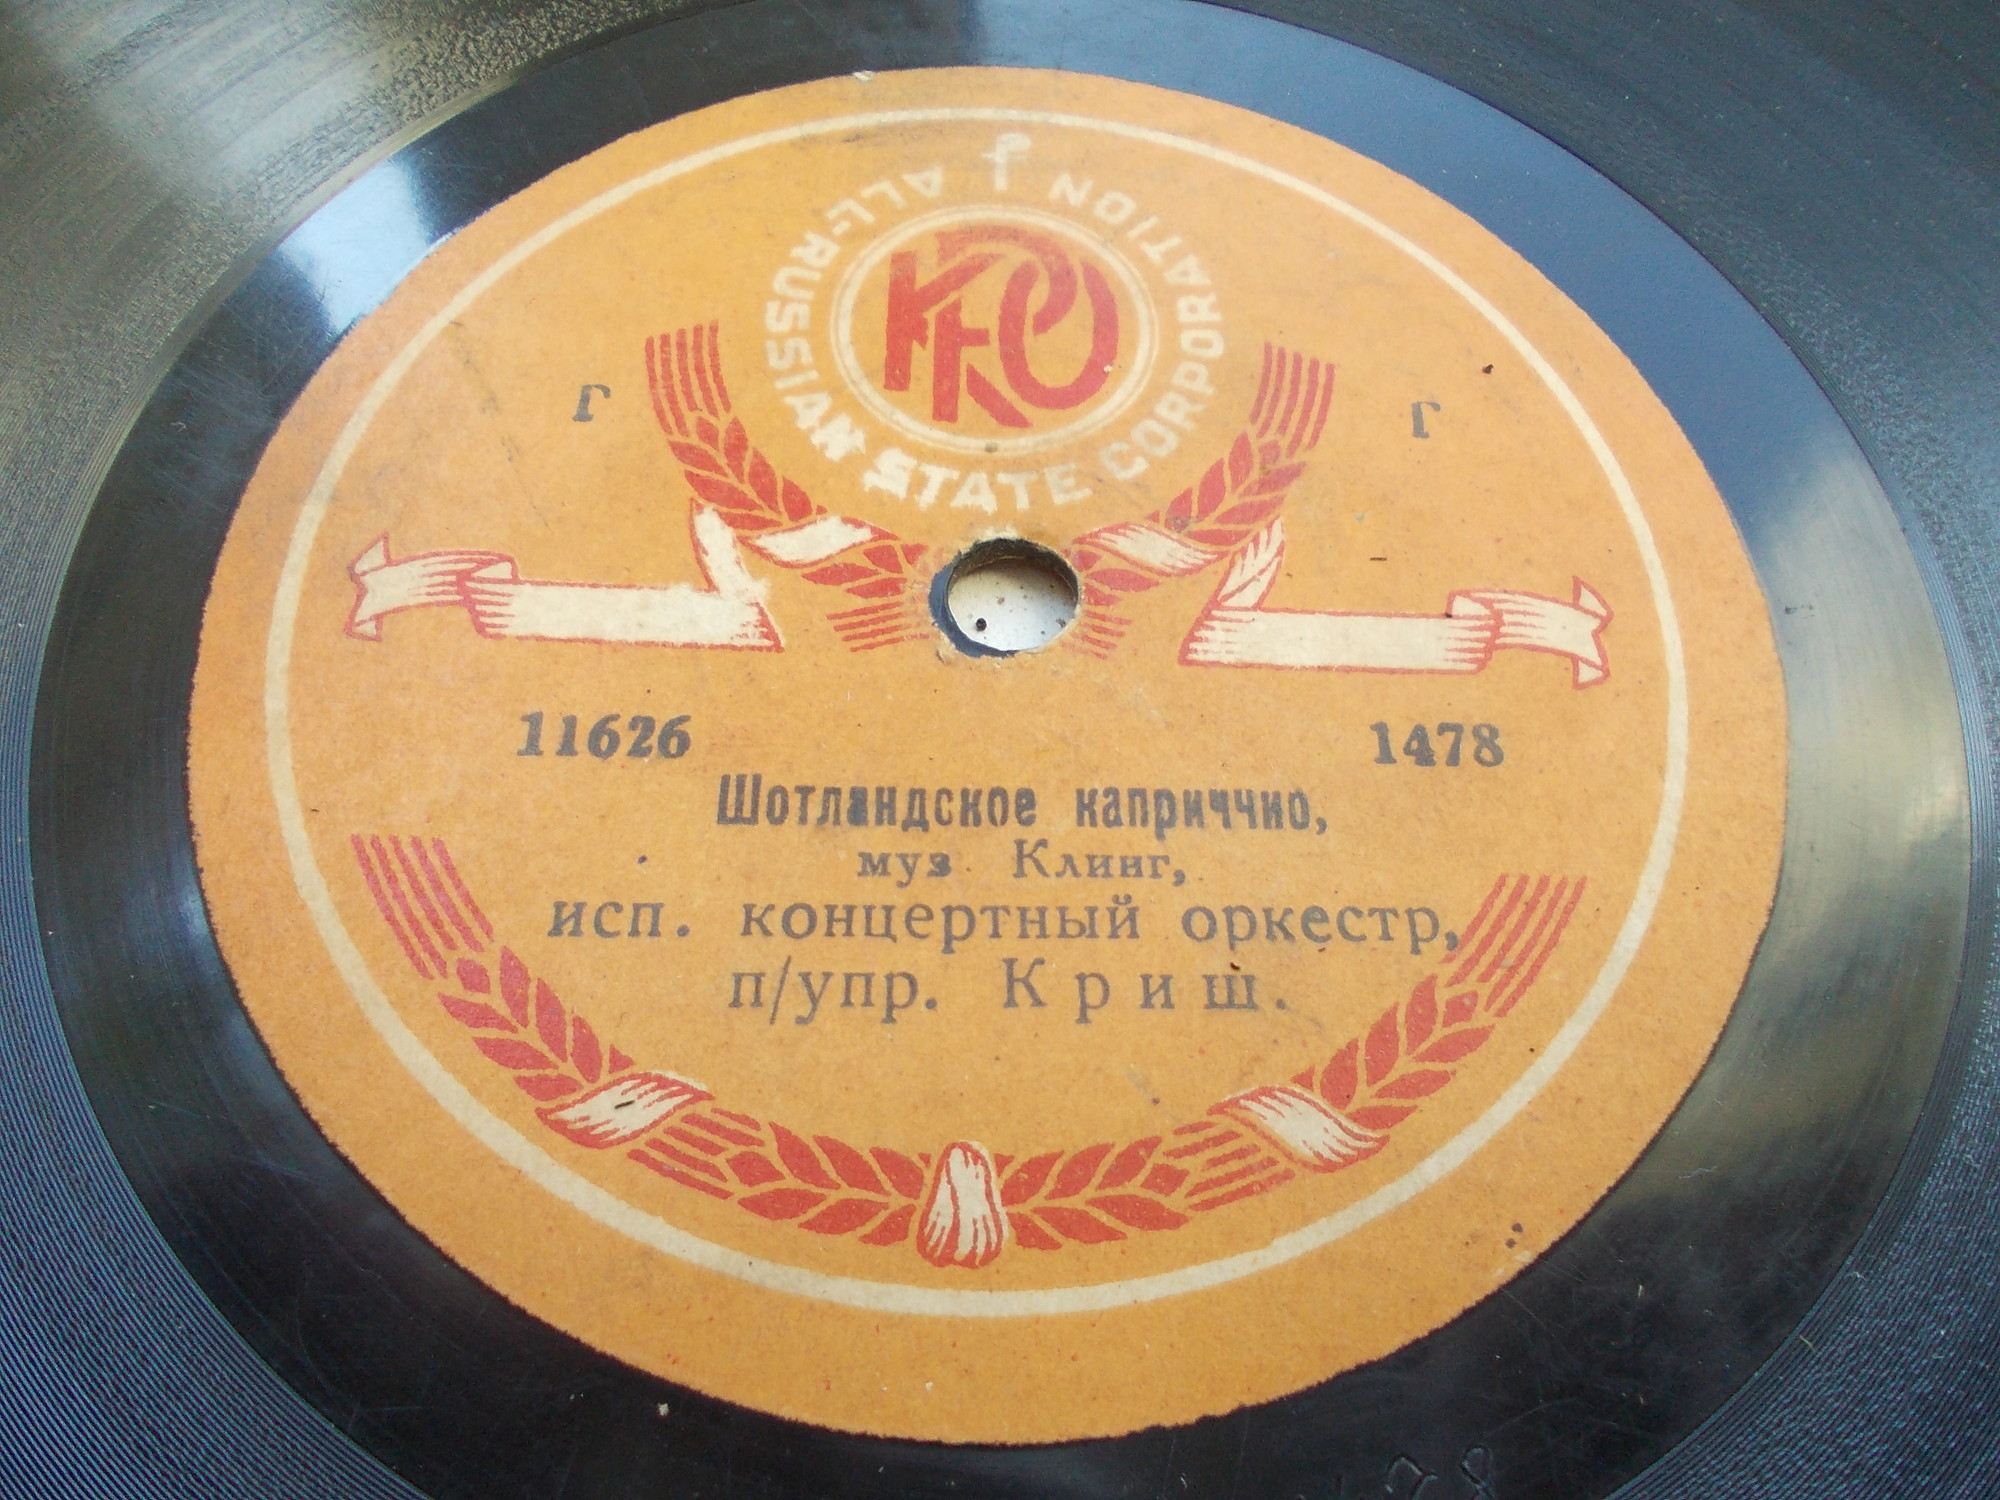 ALL-RUSSIAN STATE CORPORATION
Г Г
11626 1478
Шотландское каприччио,
муз. Клинг,
исп. концертный оркестр,
п/упр. Криш.